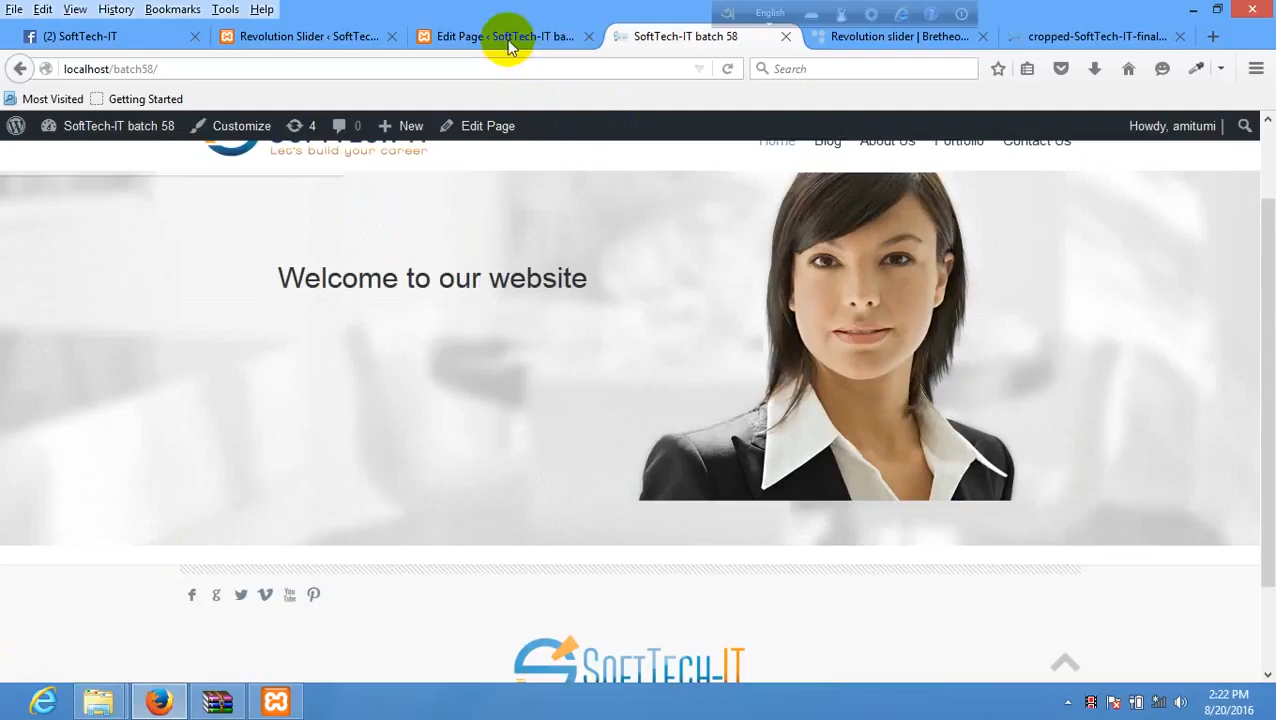 File Edit View History Bookmarks Tools Help
English
(2) SoftTech-IT
Revolution Slider ‹ SoftTec...
Edit Page ‹ SoftTech-IT ba...
SoftTech-IT batch 58
Revolution slider | Bretheo...
cropped-SoftTech-IT-final...
localhost/batch58/
Search
Most Visited Getting Started
SoftTech-IT batch 58 Customize 4 0 New Edit Page Howdy, amitumi
SoftTech-IT
Let's build your career
Home Blog About Us Portfolio Contact Us
Welcome to our website
SoftTech-IT
2:22 PM
8/20/2016